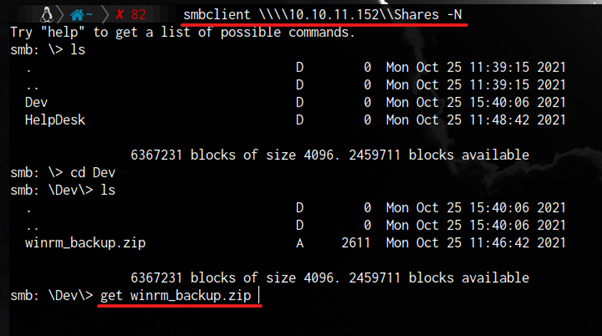 ~ ✘ 82 smbclient \\\\10.10.11.152\\Shares -N
Try "help" to get a list of possible commands.
smb: \> ls
. D 0 Mon Oct 25 11:39:15 2021
.. D 0 Mon Oct 25 11:39:15 2021
Dev D 0 Mon Oct 25 15:40:06 2021
HelpDesk D 0 Mon Oct 25 11:48:42 2021
6367231 blocks of size 4096. 2459711 blocks available
smb: \> cd Dev
smb: \Dev\> ls
. D 0 Mon Oct 25 15:40:06 2021
.. D 0 Mon Oct 25 15:40:06 2021
winrm_backup.zip A 2611 Mon Oct 25 11:46:42 2021
6367231 blocks of size 4096. 2459711 blocks available
smb: \Dev\> get winrm_backup.zip